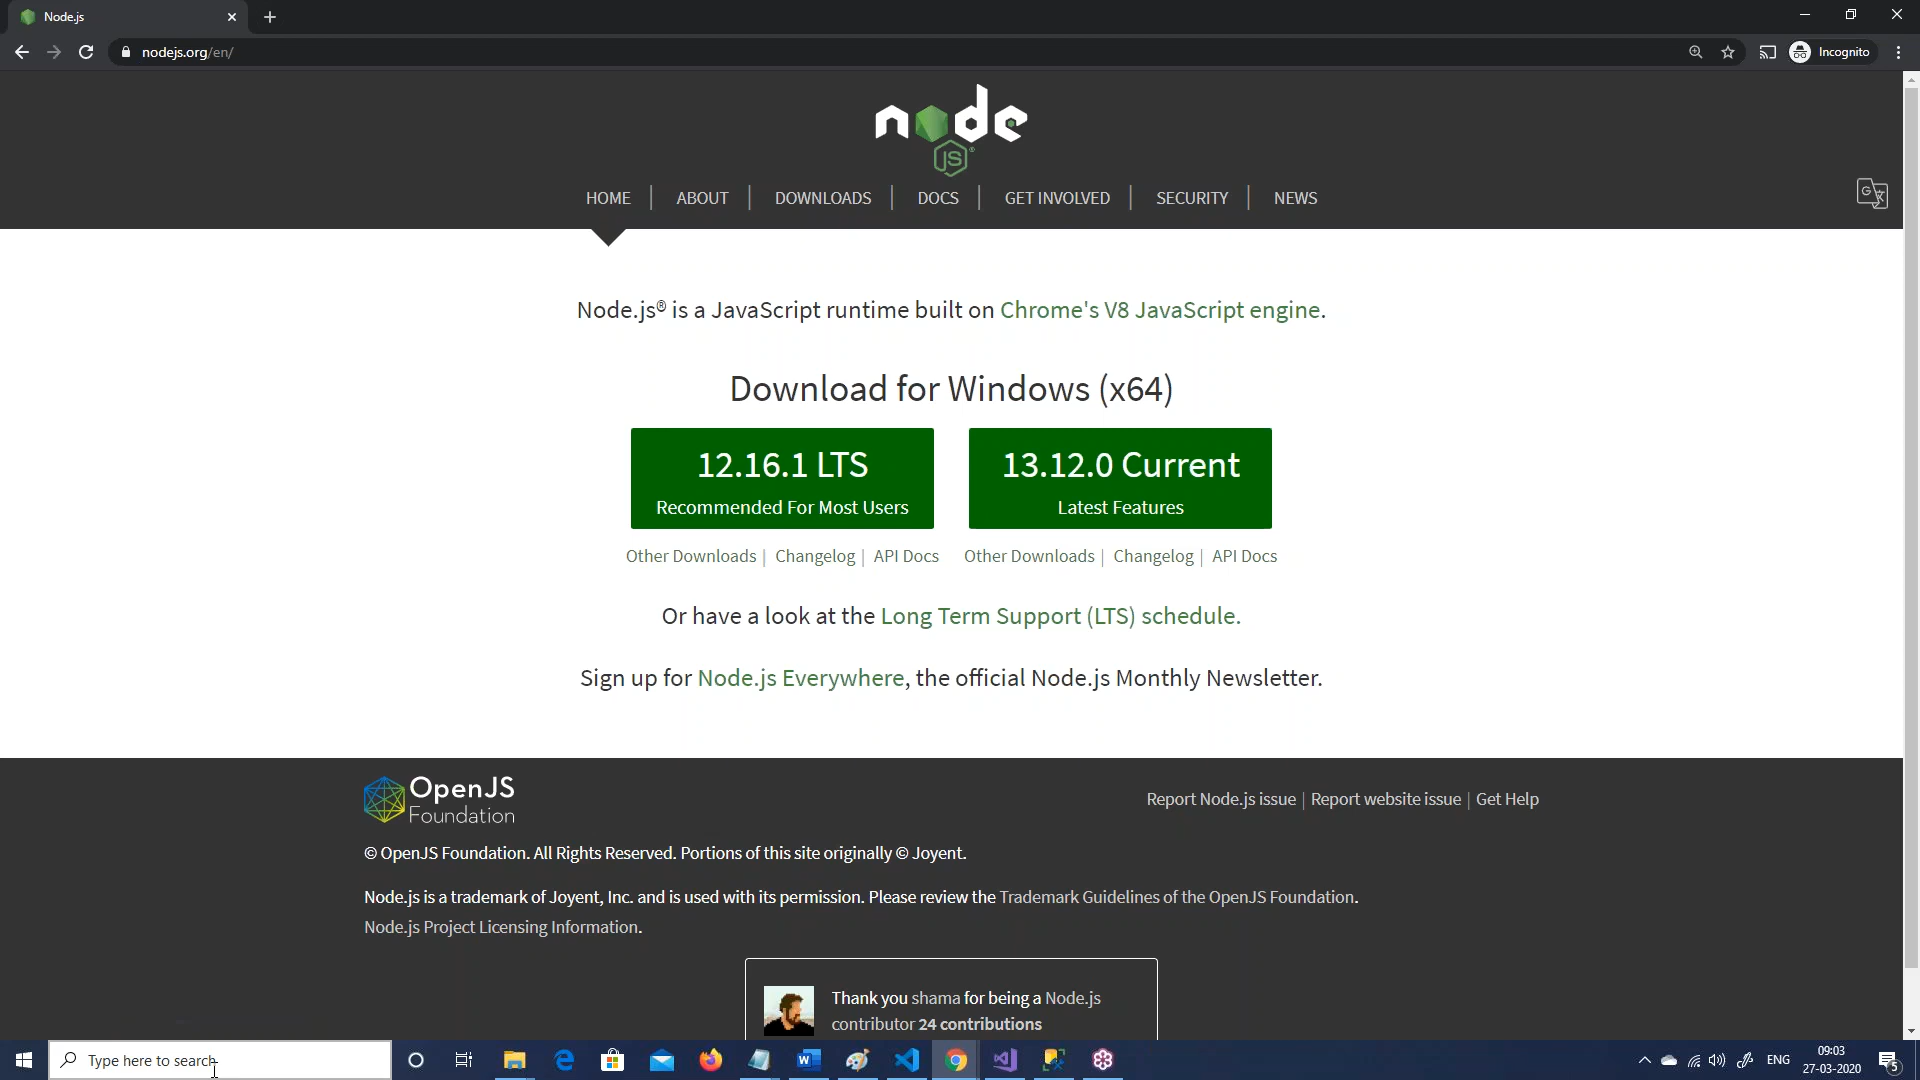 Node.js
nodejs.org/en/
Incognito
node
JS
HOME | ABOUT | DOWNLOADS | DOCS | GET INVOLVED | SECURITY | NEWS
Node.js® is a JavaScript runtime built on Chrome's V8 JavaScript engine.
Download for Windows (x64)
12.16.1 LTS
Recommended For Most Users
13.12.0 Current
Latest Features
Other Downloads | Changelog | API Docs
Other Downloads | Changelog | API Docs
Or have a look at the Long Term Support (LTS) schedule.
Sign up for Node.js Everywhere, the official Node.js Monthly Newsletter.
OpenJS
Foundation
Report Node.js issue | Report website issue | Get Help
© OpenJS Foundation. All Rights Reserved. Portions of this site originally © Joyent.
Node.js is a trademark of Joyent, Inc. and is used with its permission. Please review the Trademark Guidelines of the OpenJS Foundation.
Node.js Project Licensing Information.
Thank you shama for being a Node.js
contributor 24 contributions
Type here to search
ENG
09:03
27-03-2020
5